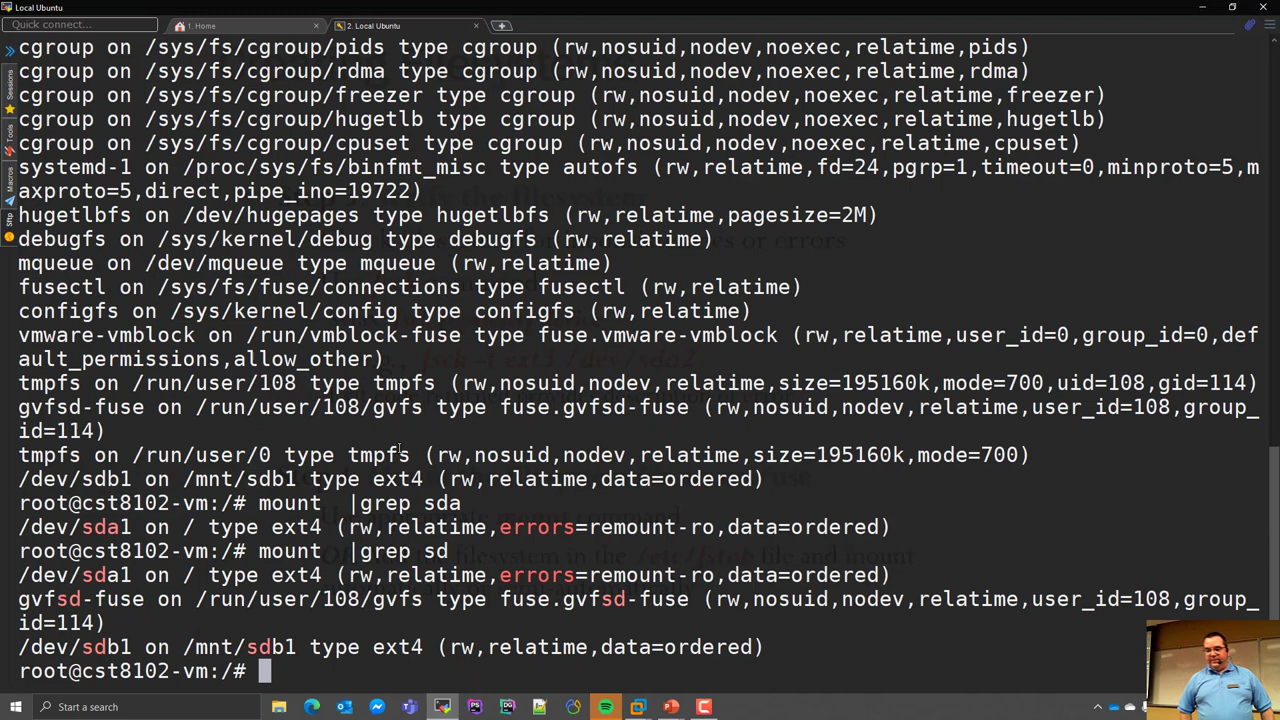 Local Ubuntu
Quick connect...
1. Home
2. Local Ubuntu
Sessions
Tools
Macros
Sftp
cgroup on /sys/fs/cgroup/pids type cgroup (rw,nosuid,nodev,noexec,relatime,pids)
cgroup on /sys/fs/cgroup/rdma type cgroup (rw,nosuid,nodev,noexec,relatime,rdma)
cgroup on /sys/fs/cgroup/freezer type cgroup (rw,nosuid,nodev,noexec,relatime,freezer)
cgroup on /sys/fs/cgroup/hugetlb type cgroup (rw,nosuid,nodev,noexec,relatime,hugetlb)
cgroup on /sys/fs/cgroup/cpuset type cgroup (rw,nosuid,nodev,noexec,relatime,cpuset)
systemd-1 on /proc/sys/fs/binfmt_misc type autofs (rw,relatime,fd=24,pgrp=1,timeout=0,minproto=5,m
axproto=5,direct,pipe_ino=19722)
hugetlbfs on /dev/hugepages type hugetlbfs (rw,relatime,pagesize=2M)
debugfs on /sys/kernel/debug type debugfs (rw,relatime)
mqueue on /dev/mqueue type mqueue (rw,relatime)
fusectl on /sys/fs/fuse/connections type fusectl (rw,relatime)
configfs on /sys/kernel/config type configfs (rw,relatime)
vmware-vmblock on /run/vmblock-fuse type fuse.vmware-vmblock (rw,relatime,user_id=0,group_id=0,def
ault_permissions,allow_other)
tmpfs on /run/user/108 type tmpfs (rw,nosuid,nodev,relatime,size=195160k,mode=700,uid=108,gid=114)
gvfsd-fuse on /run/user/108/gvfs type fuse.gvfsd-fuse (rw,nosuid,nodev,relatime,user_id=108,group_
id=114)
tmpfs on /run/user/0 type tmpfs (rw,nosuid,nodev,relatime,size=195160k,mode=700)
/dev/sdb1 on /mnt/sdb1 type ext4 (rw,relatime,data=ordered)
root@cst8102-vm:/# mount  |grep sda
/dev/sda1 on / type ext4 (rw,relatime,errors=remount-ro,data=ordered)
root@cst8102-vm:/# mount  |grep sd
/dev/sda1 on / type ext4 (rw,relatime,errors=remount-ro,data=ordered)
gvfsd-fuse on /run/user/108/gvfs type fuse.gvfsd-fuse (rw,nosuid,nodev,relatime,user_id=108,group_
id=114)
/dev/sdb1 on /mnt/sdb1 type ext4 (rw,relatime,data=ordered)
root@cst8102-vm:/#
Start a search